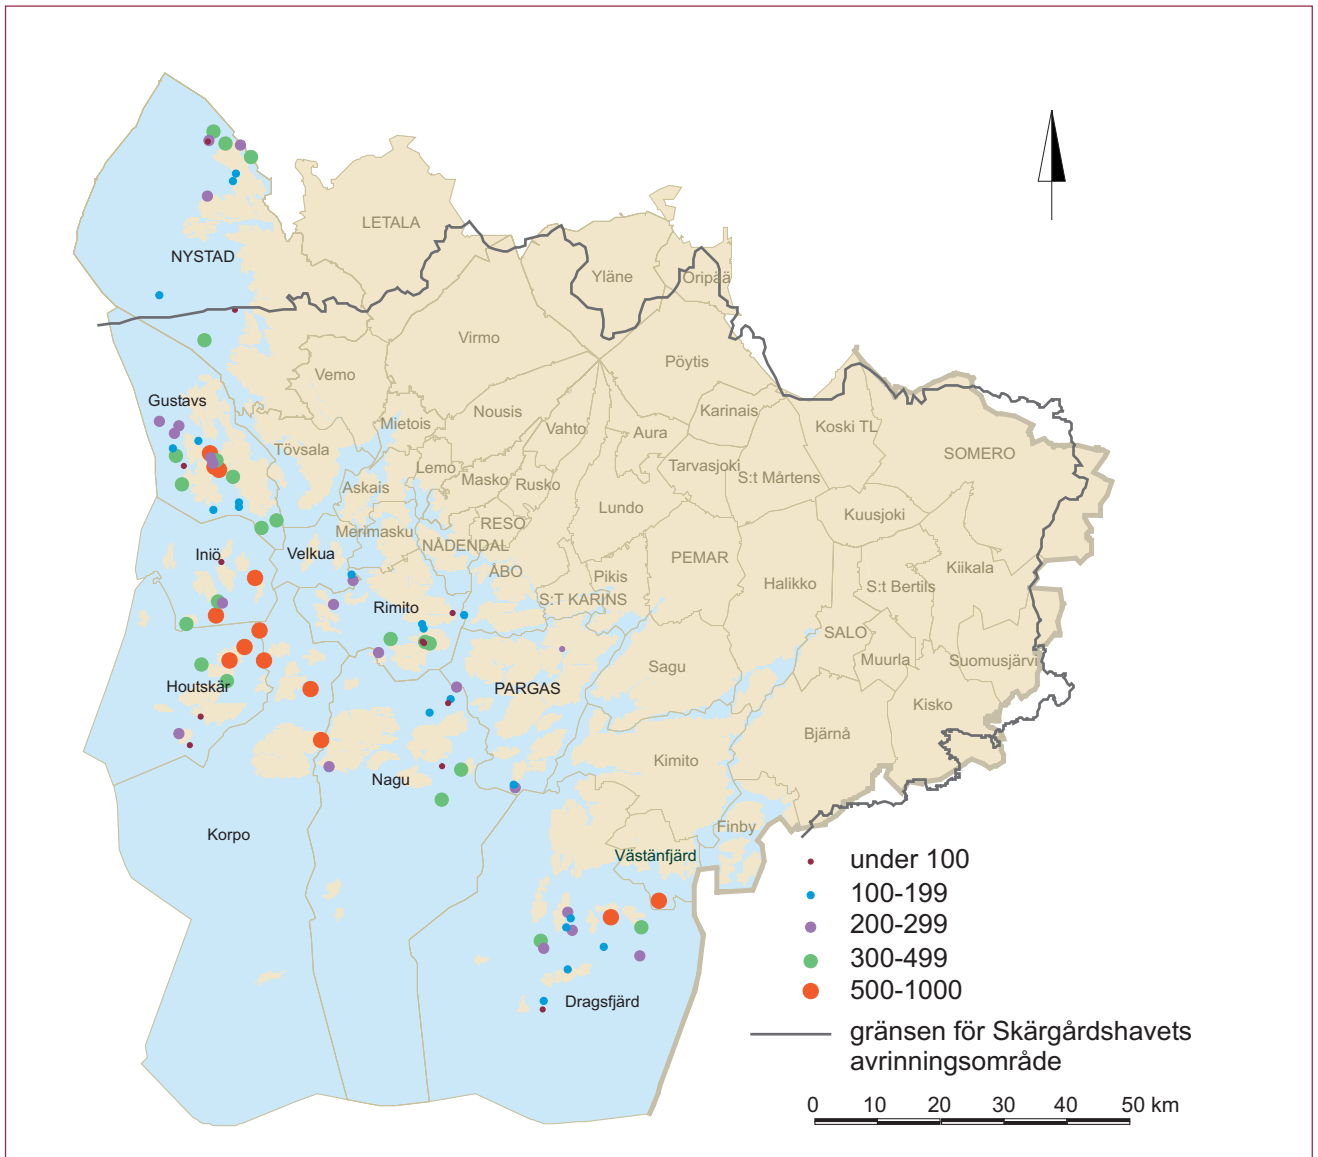 LETALA
NYSTAD
Yläne
Oripää
Virmo
Pöytis
Vemo
Gustavs
Nousis
Karinais
Mietois
Vahto
Aura
Koski TL
Tövsala
SOMERO
Lemo
Tarvasjoki
Masko
Rusko
S:t Mårtens
Askais
Lundo
Kuusjoki
RESO
Merimasku
NÅDENDAL
Iniö
Velkua
PEMAR
ÅBO
Pikis
Halikko
S:t Bertils
Kiikala
S:T KARINS
Rimito
SALO
Sagu
Muurla
Suomusjärvi
Houtskär
PARGAS
Kisko
Bjärnå
Kimito
Nagu
Korpo
Finby
Västänfjärd
Dragsfjärd
under 100
100-199
200-299
300-499
500-1000
gränsen för Skärgårdshavets
avrinningsområde
0 10 20 30 40 50 km